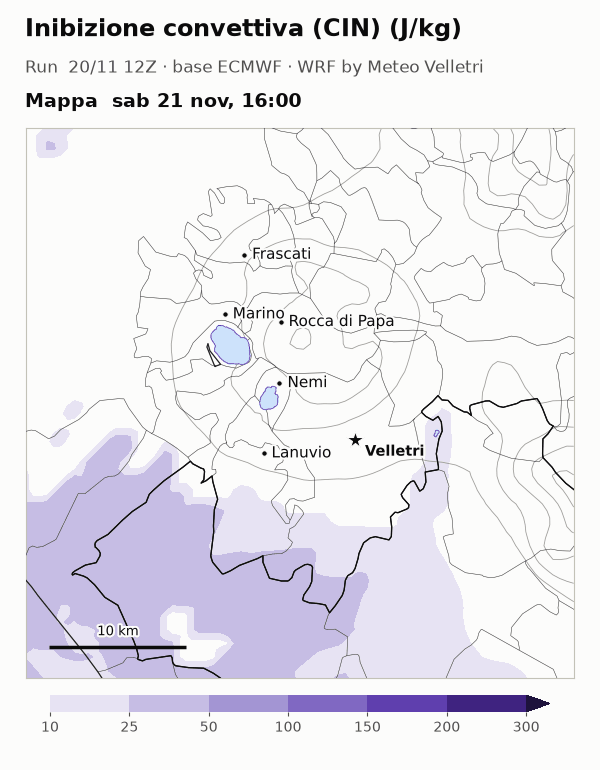 Inibizione convettiva (CIN) (J/kg)
Run 20/11 12Z · base ECMWF · WRF by Meteo Velletri
Mappa sab 21 nov, 16:00
Frascati
Marino
Rocca di Papa
Nemi
Velletri
Lanuvio
10 km
10 25 50 100 150 200 300